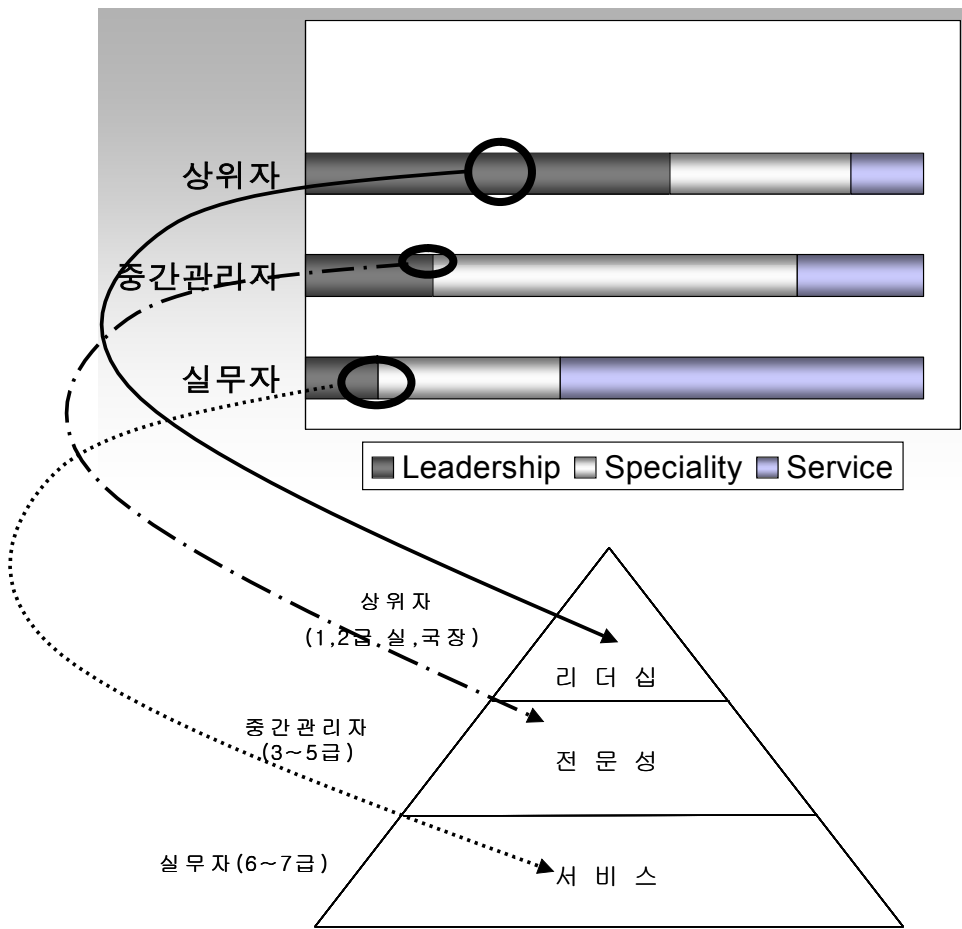 상위자
중간관리자
실무자
Leadership Speciality Service
상위자
(1,2급,실,국장)
리더십
중간관리자
(3~5급)
전문성
실무자(6~7급)
서비스